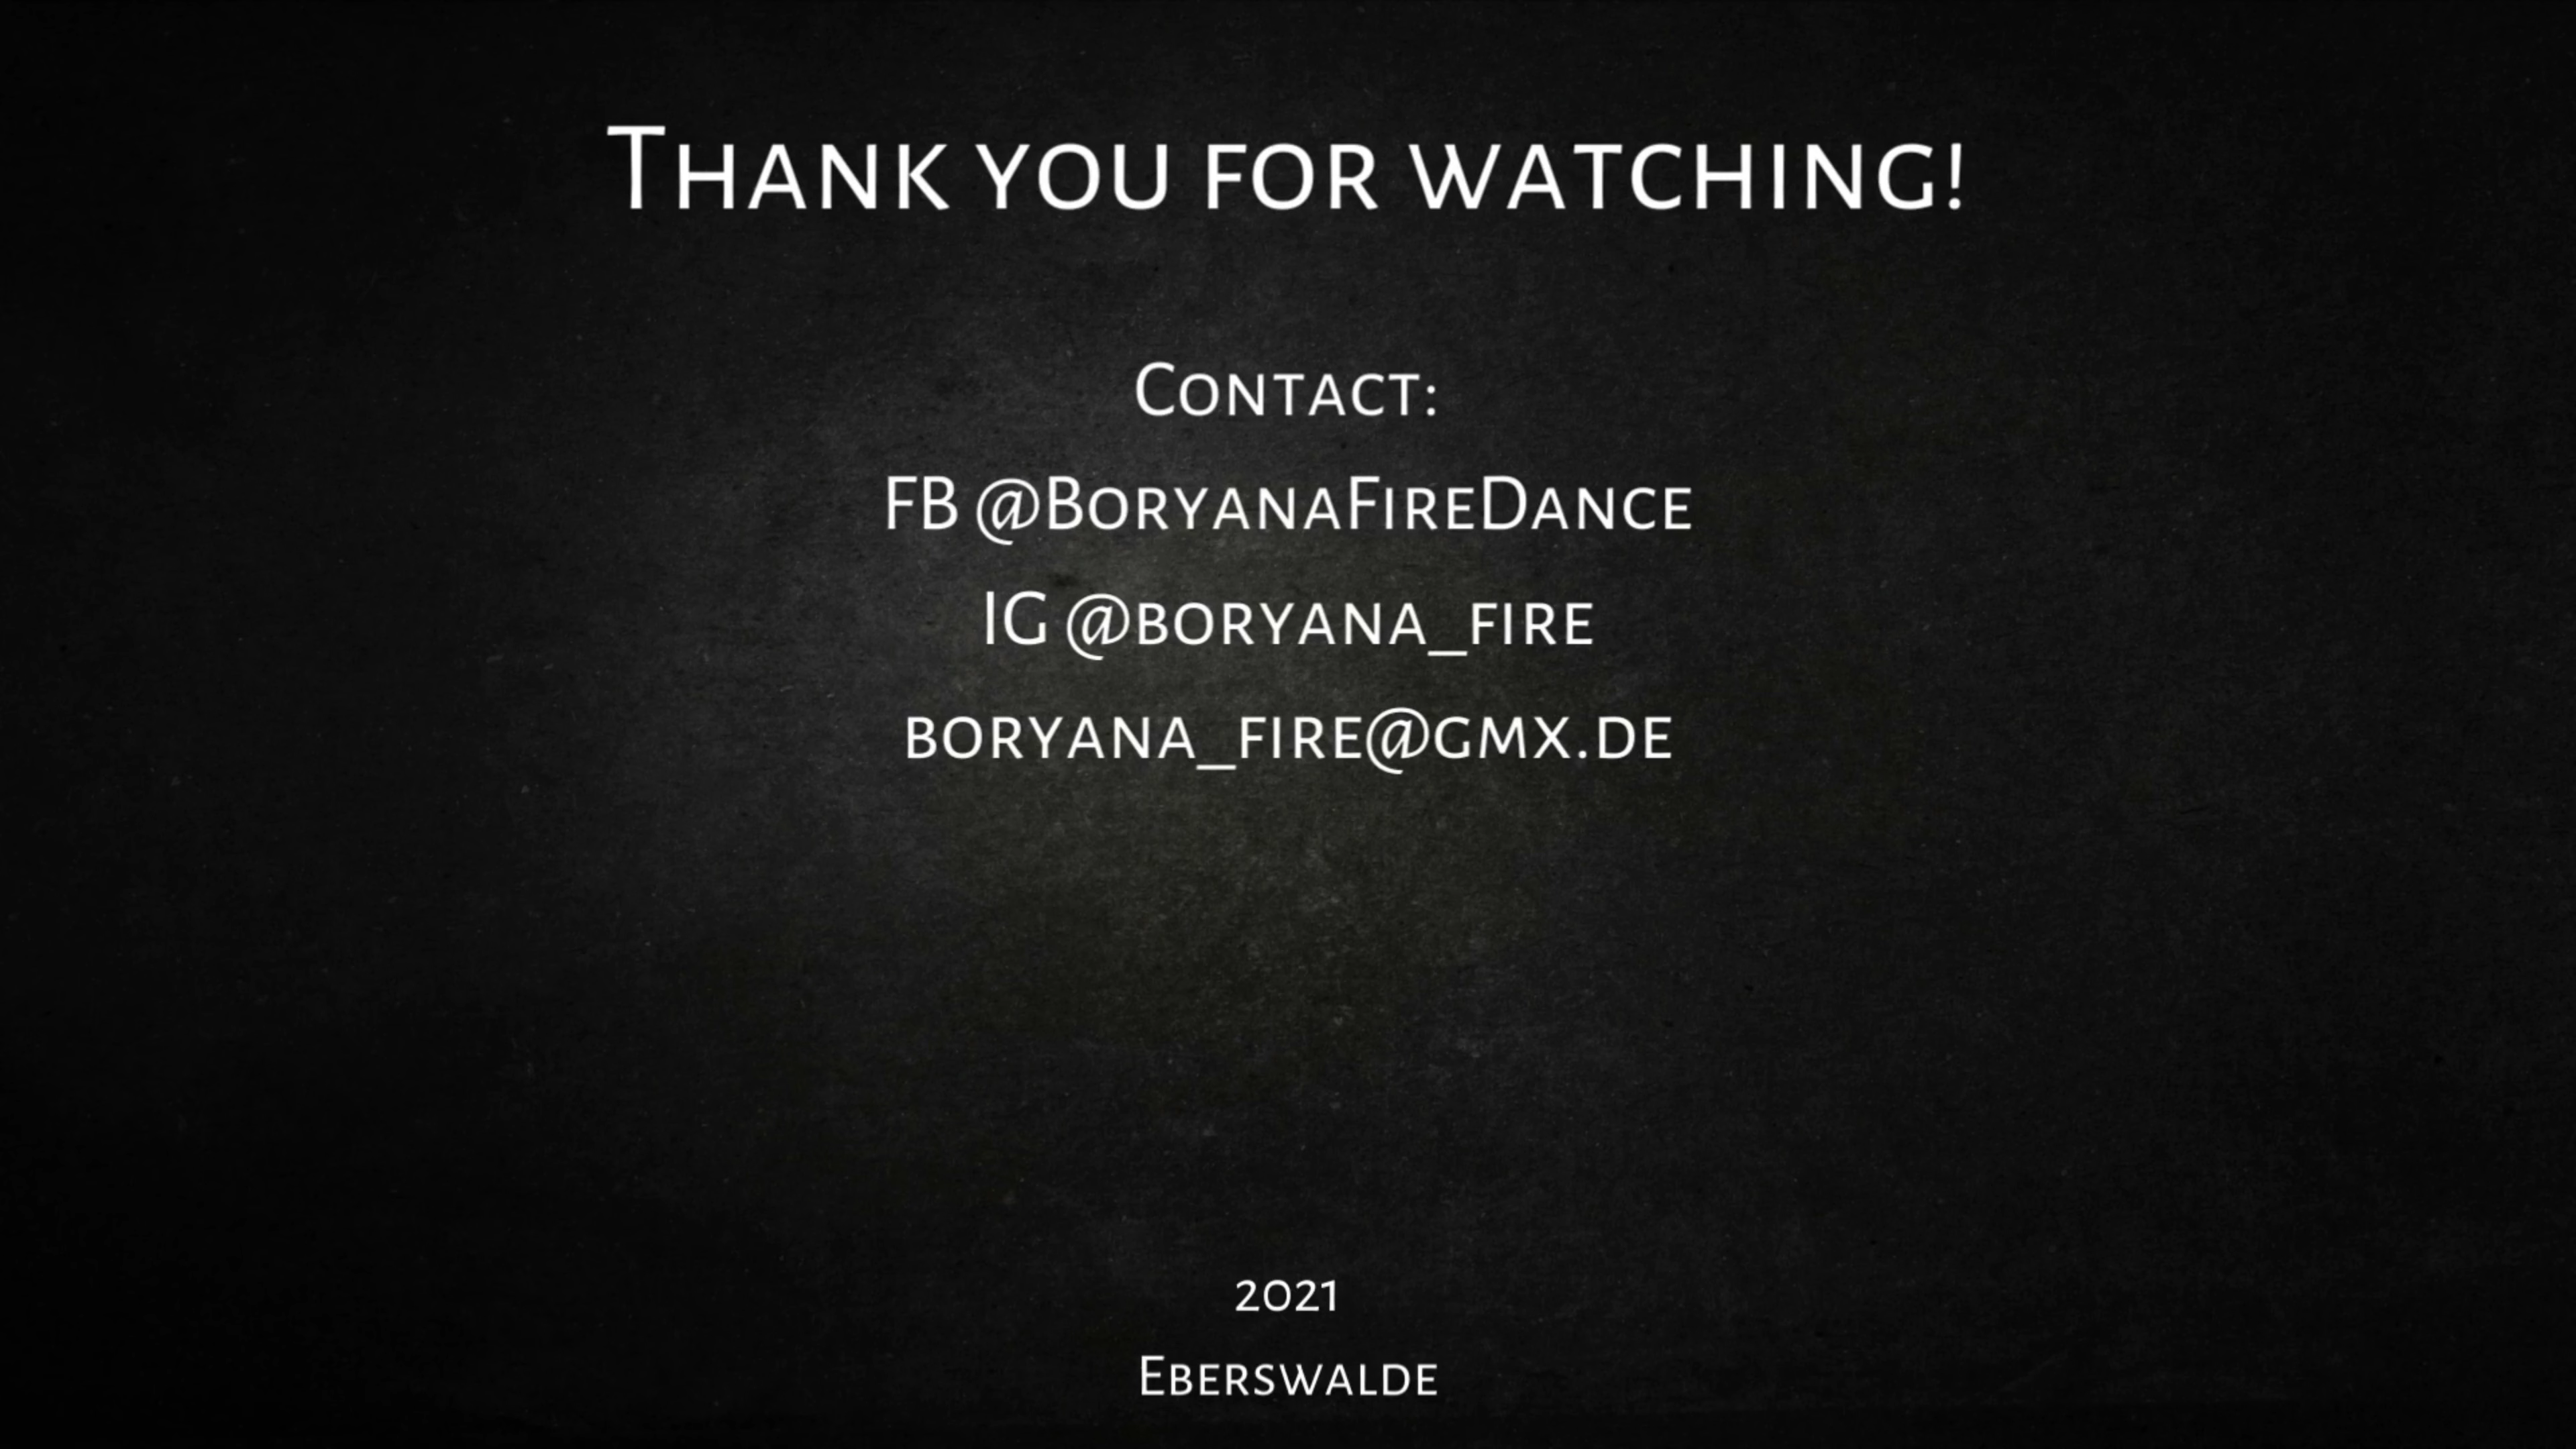 Thank you for watching!
Contact:
FB @BoryanaFireDance
IG @boryana_fire
boryana_fire@gmx.de
2021
Eberswalde